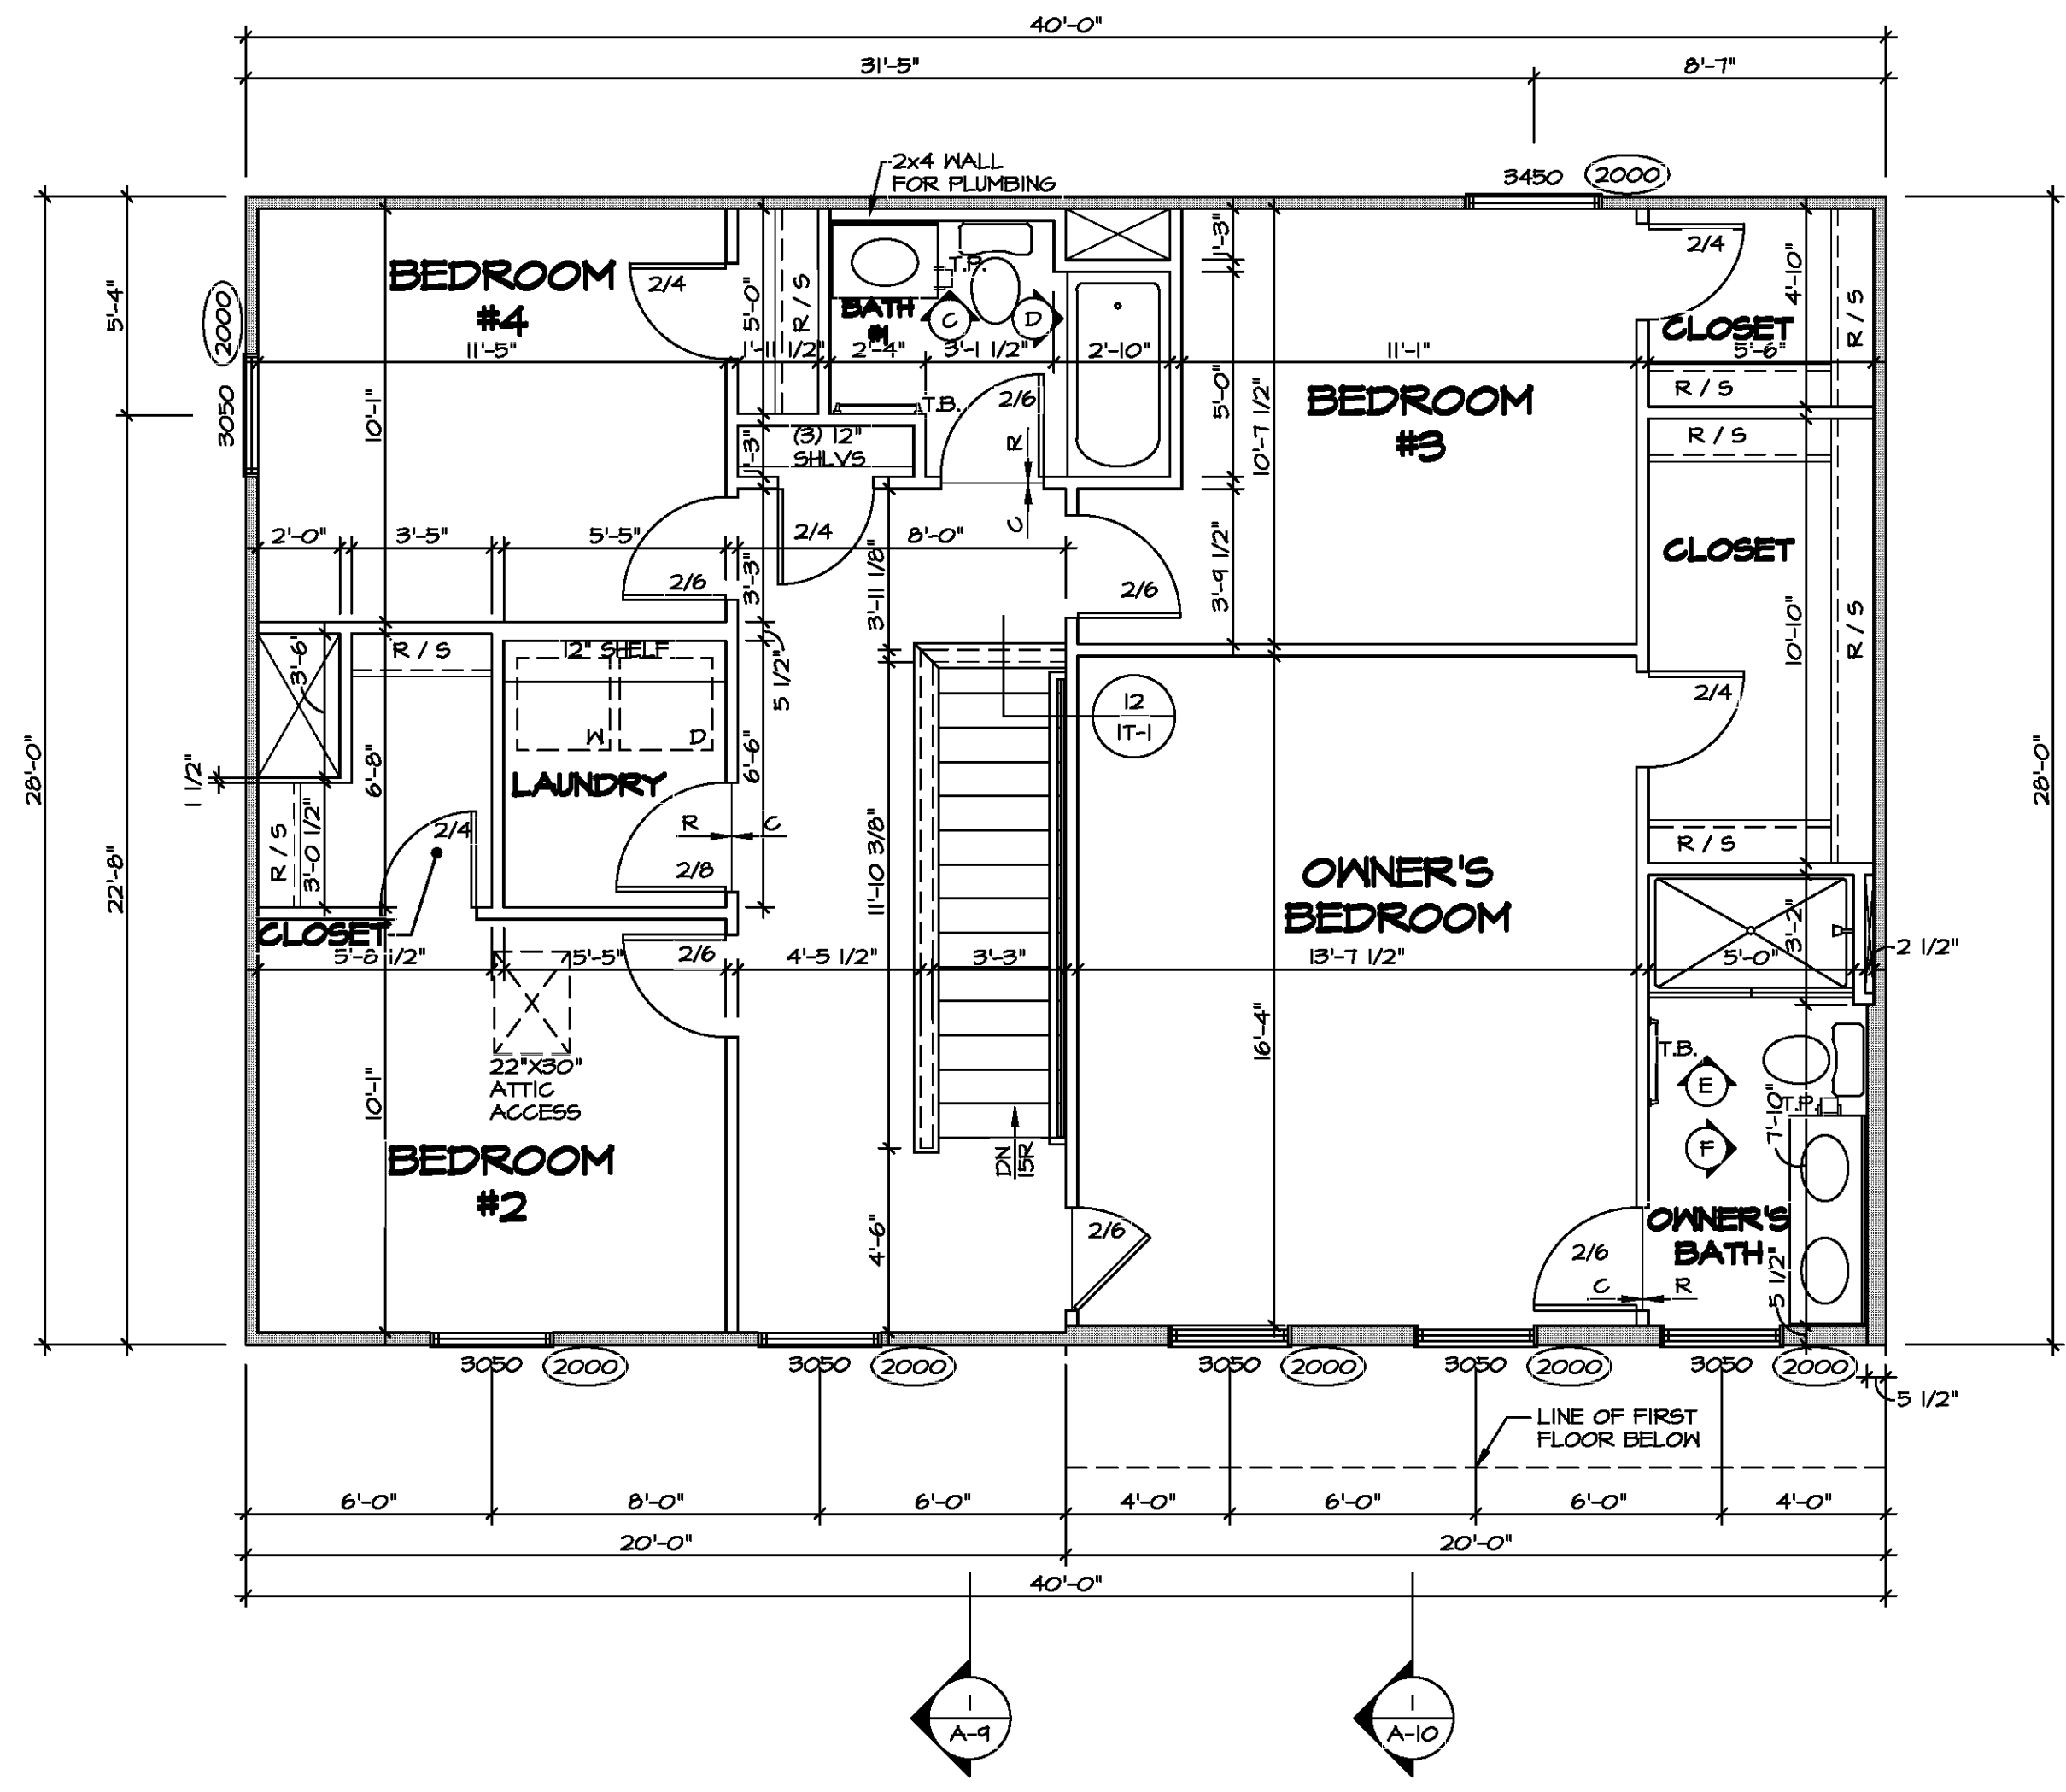 40'-0"
31'-5"
8'-7"
2x4 WALL
FOR PLUMBING
3450
2000
2/4
BEDROOM
#4
2/4
5'-0"
R / S
T.P.
BATH
#1
C
D
1'-3"
4'-10"
R / S
CLOSET
5'-4"
2000
11'-5"
1'-11 1/2"
2'-4"
3'-1 1/2"
2'-10"
11'-1"
5'-6"
3050
10'-1"
T.B.
2/6
5'-0"
10'-7 1/2"
BEDROOM
#3
R / S
R / S
1'-3"
(3) 12"
SHLVS
R
C
2'-0"
3'-5"
5'-5"
2/4
8'-0"
CLOSET
2/6
3'-3"
3'-11 1/8"
2/6
3'-9 1/2"
10'-10"
R / S
3'-6"
R / S
12" SHELF
5 1/2"
2/4
12
1T-1
W
D
28'-0"
1 1/2"
6'-8"
LAUNDRY
6'-6"
28'-0"
R / S
3'-0 1/2"
2/4
R
C
2/8
11'-10 3/8"
R / S
22'-8"
OWNER'S
BEDROOM
CLOSET
5'-8 1/2"
5'-5"
2/6
4'-5 1/2"
3'-3"
13'-7 1/2"
5'-0"
3'-2"
2 1/2"
16'-4"
T.B.
22"X30"
ATTIC
ACCESS
10'-1"
E
T.P.
7'-10"
BEDROOM
#2
DN
15R
F
4'-6"
2/6
2/6
OWNER'S
BATH
C
R
5 1/2"
3050
2000
3050
2000
3050
2000
3050
2000
3050
2000
5 1/2"
LINE OF FIRST
FLOOR BELOW
6'-0"
8'-0"
6'-0"
4'-0"
6'-0"
6'-0"
4'-0"
20'-0"
20'-0"
40'-0"
1
A-9
1
A-10